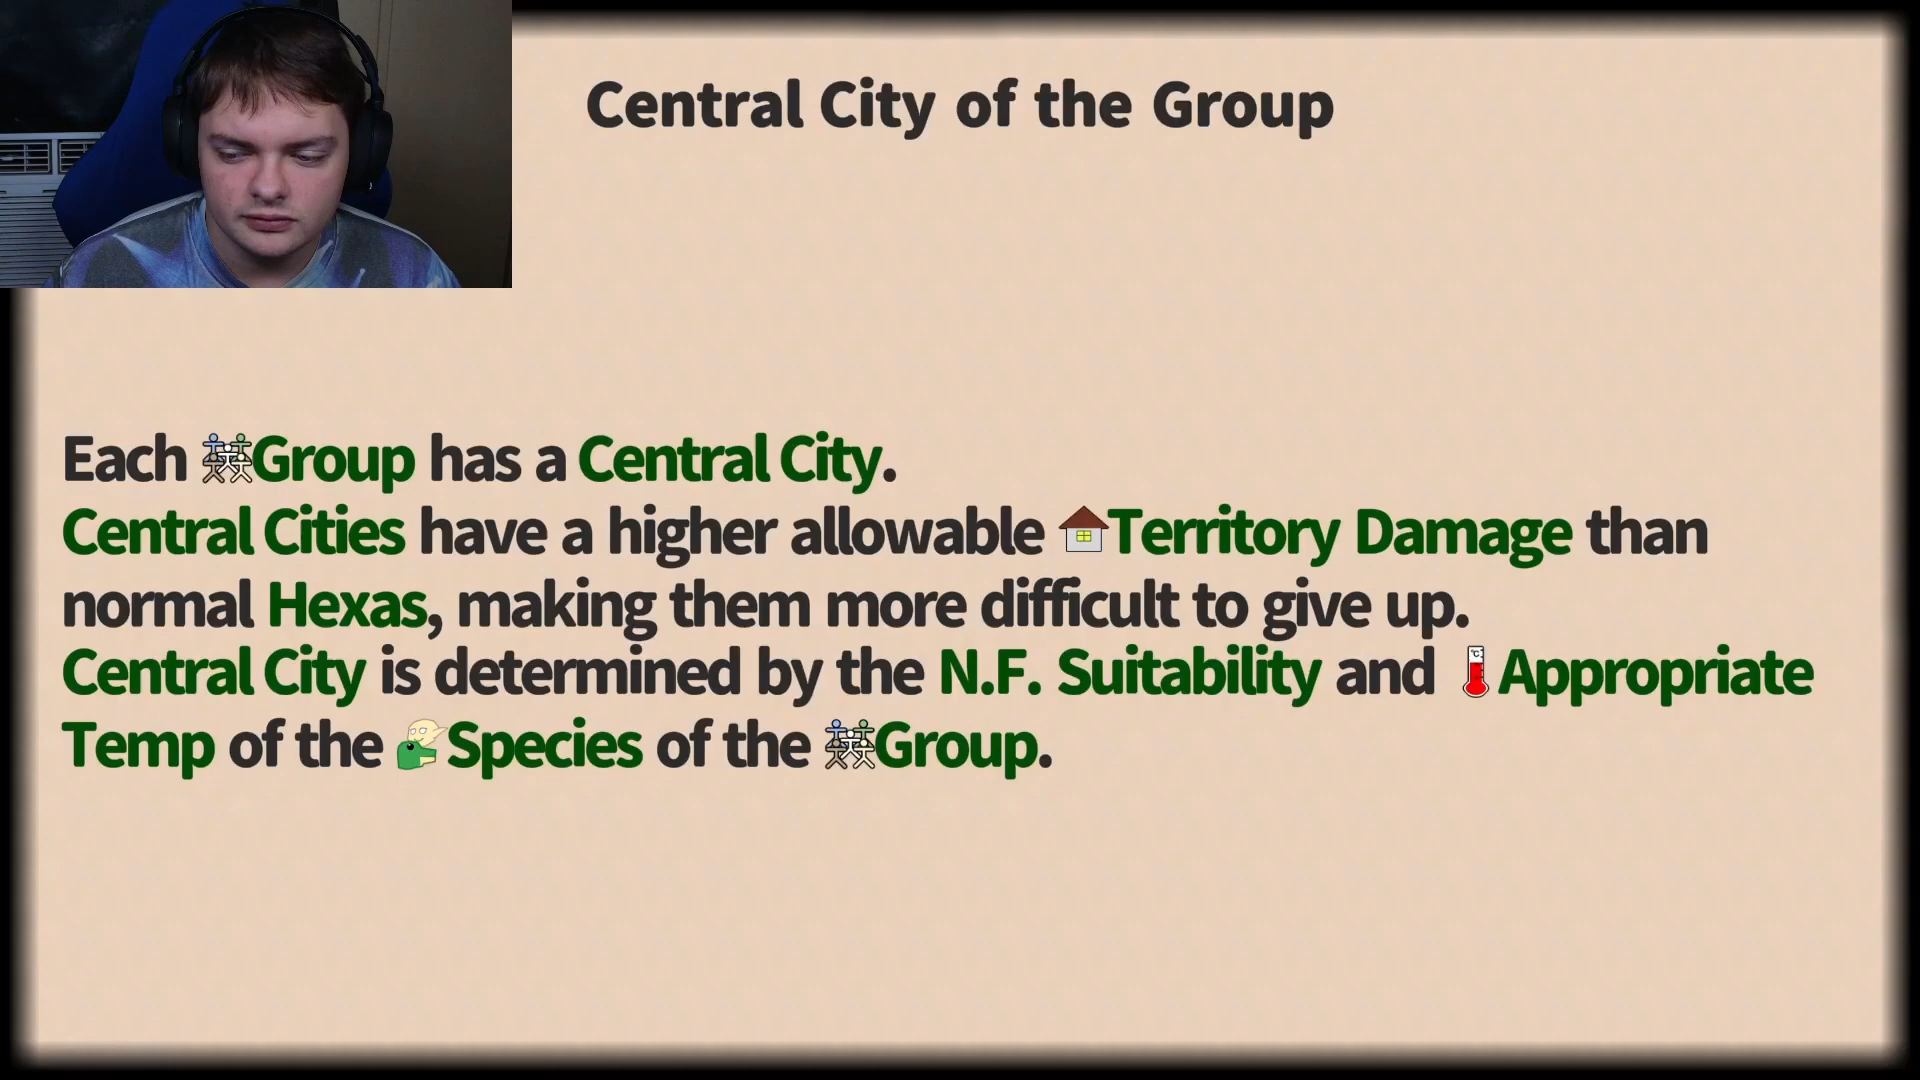 Central City of the Group
Each Group has a Central City.
Central Cities have a higher allowable Territory Damage than
normal Hexas, making them more difficult to give up.
Central City is determined by the N.F. Suitability and °C Appropriate
Temp of the Species of the Group.